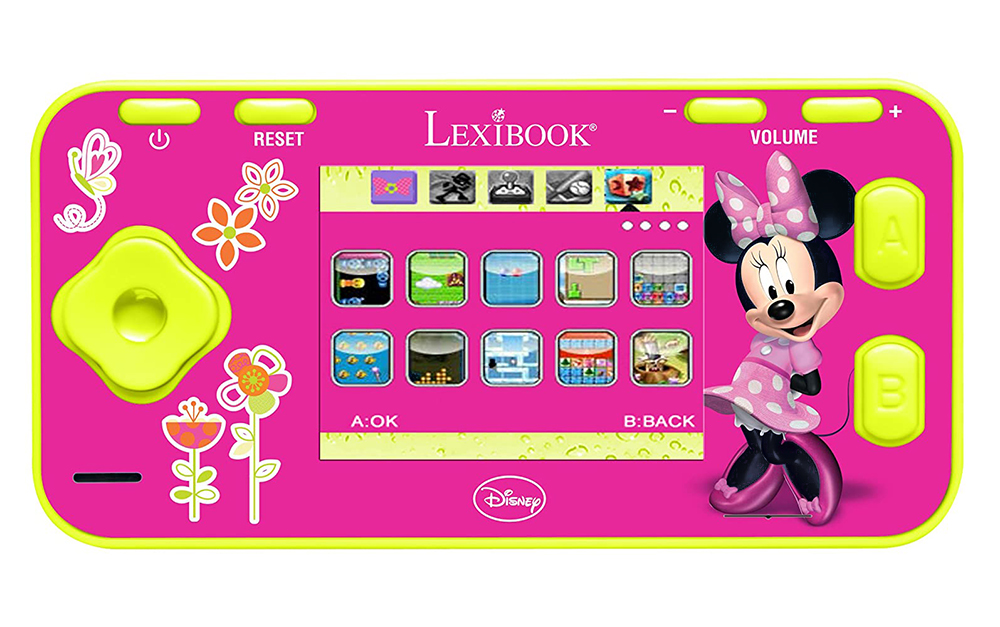 RESET
LEXIBOOK®
- VOLUME +
A
A:OK
B:BACK
B
Disney